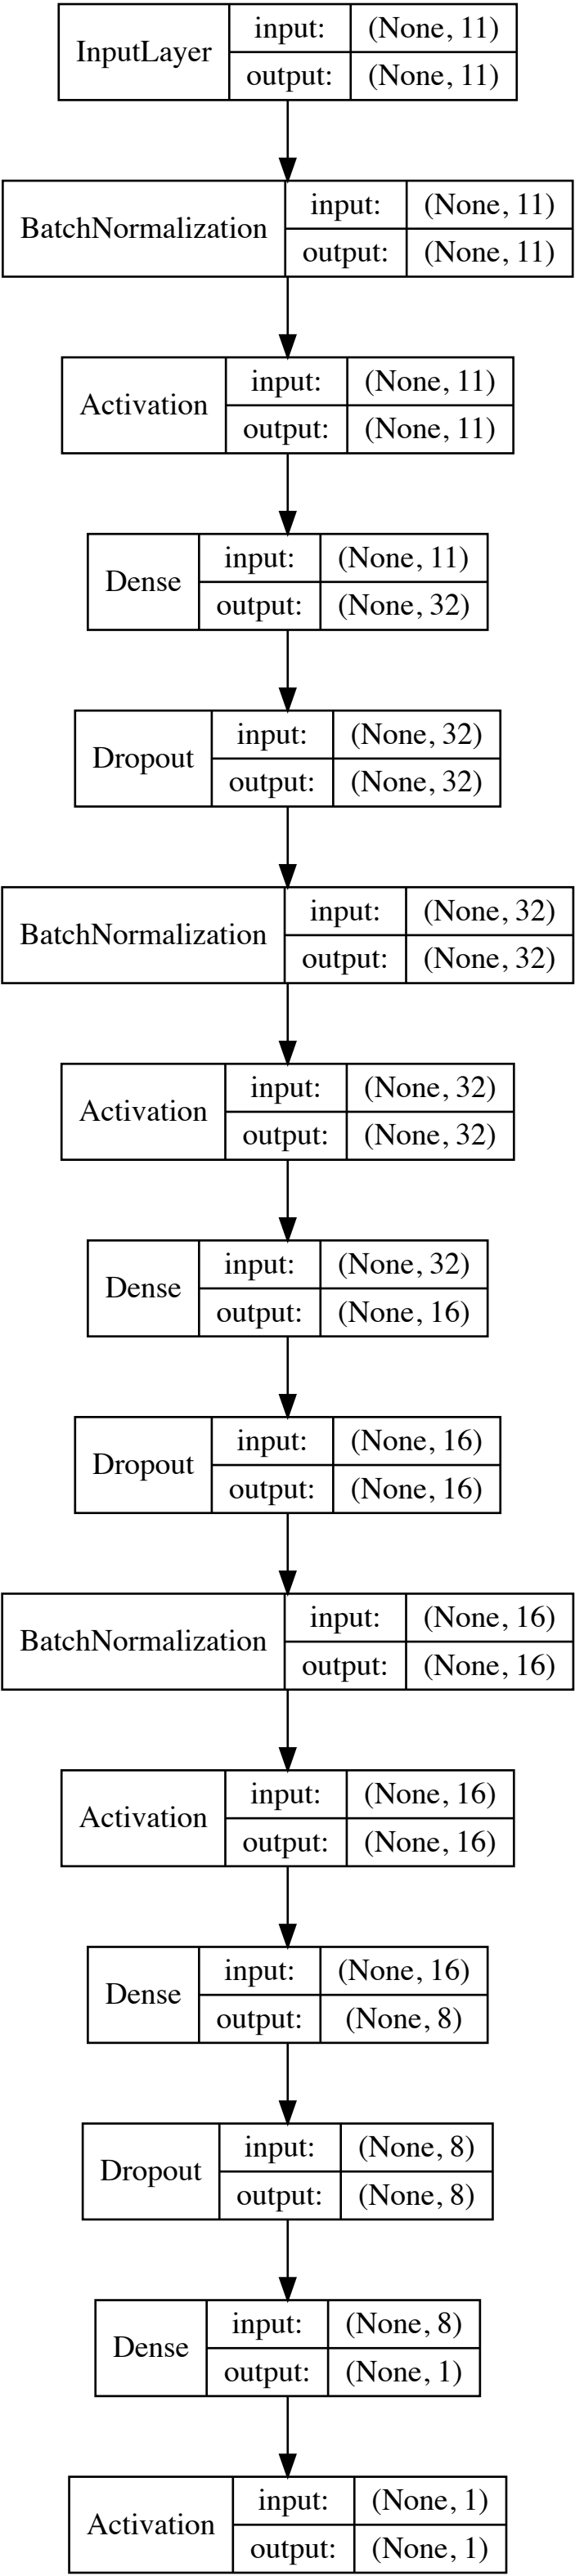 InputLayer
input: (None, 11)
output: (None, 11)
BatchNormalization
input: (None, 11)
output: (None, 11)
Activation
input: (None, 11)
output: (None, 11)
Dense
input: (None, 11)
output: (None, 32)
Dropout
input: (None, 32)
output: (None, 32)
BatchNormalization
input: (None, 32)
output: (None, 32)
Activation
input: (None, 32)
output: (None, 32)
Dense
input: (None, 32)
output: (None, 16)
Dropout
input: (None, 16)
output: (None, 16)
BatchNormalization
input: (None, 16)
output: (None, 16)
Activation
input: (None, 16)
output: (None, 16)
Dense
input: (None, 16)
output: (None, 8)
Dropout
input: (None, 8)
output: (None, 8)
Dense
input: (None, 8)
output: (None, 1)
Activation
input: (None, 1)
output: (None, 1)